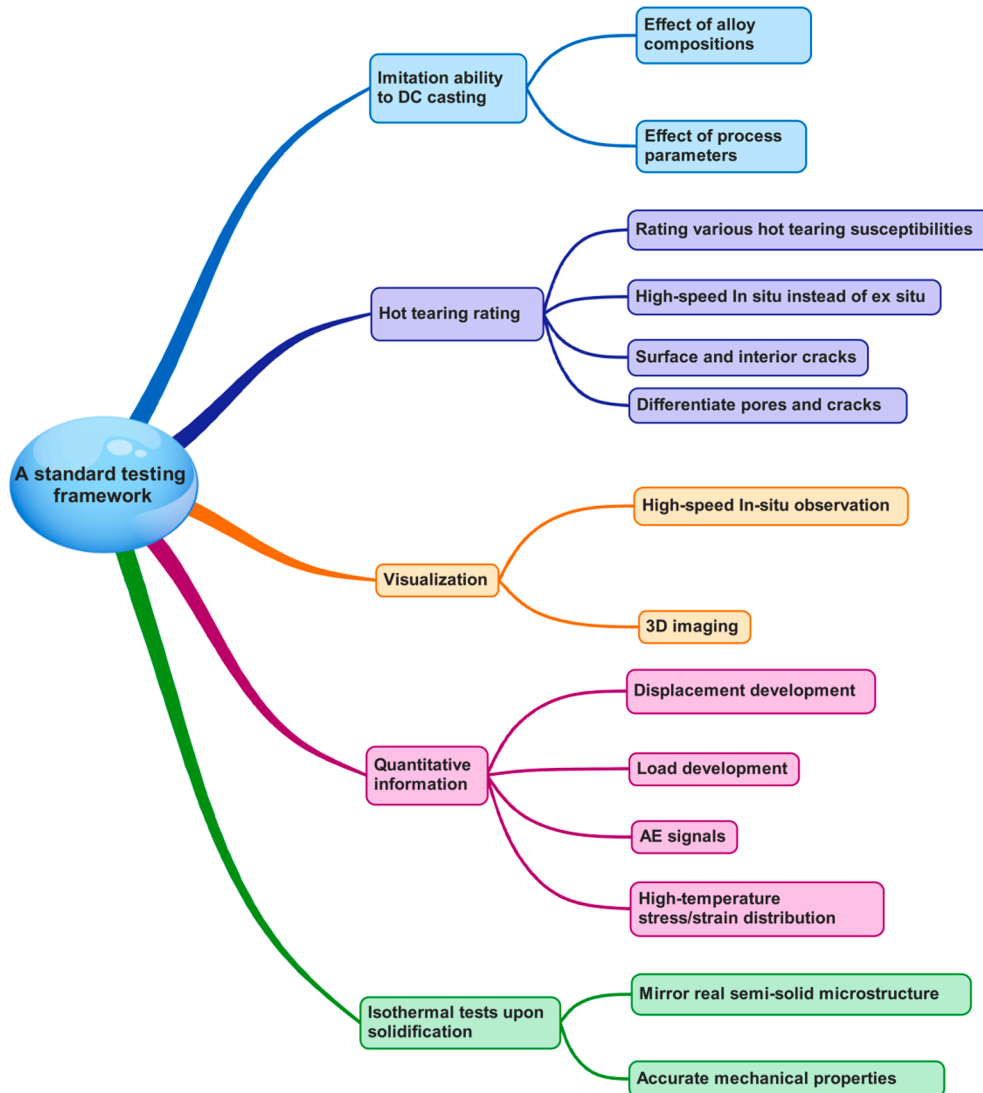 A standard testing
framework
Imitation ability
to DC casting
Effect of alloy
compositions
Effect of process
parameters
Hot tearing rating
Rating various hot tearing susceptibilities
High-speed In situ instead of ex situ
Surface and interior cracks
Differentiate pores and cracks
Visualization
High-speed In-situ observation
3D imaging
Quantitative
information
Displacement development
Load development
AE signals
High-temperature
stress/strain distribution
Isothermal tests upon
solidification
Mirror real semi-solid microstructure
Accurate mechanical properties